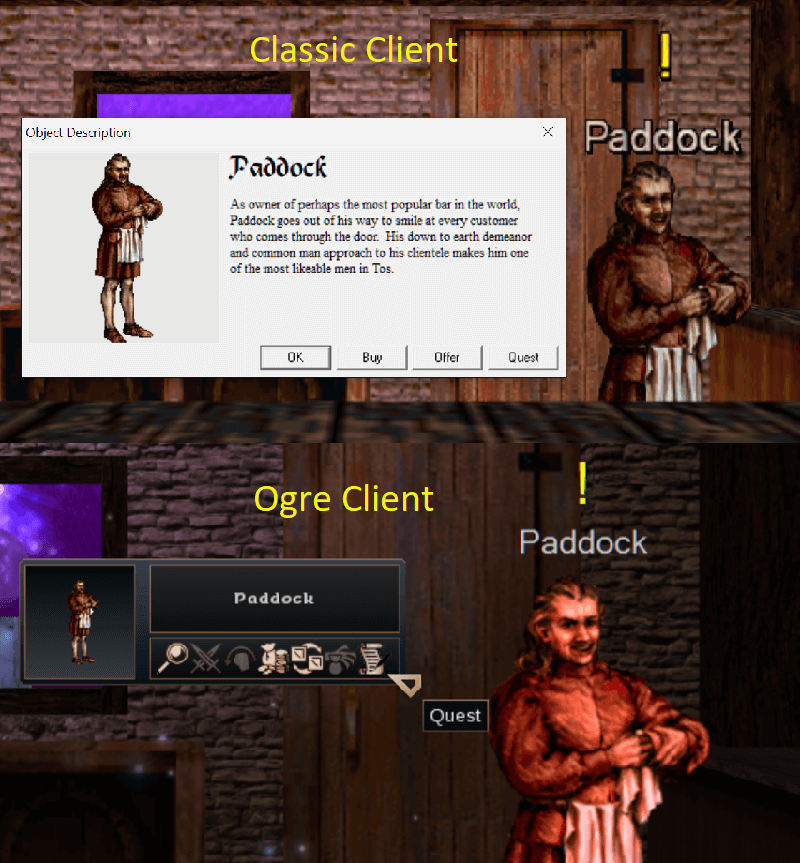 Classic Client
!
Paddock
Object Description
Paddock
As owner of perhaps the most popular bar in the world,
Paddock goes out of his way to smile at every customer
who comes through the door. His down to earth demeanor
and common man approach to his clientele makes him one
of the most likeable men in Tos.
OK Buy Offer Quest
Ogre Client
!
Paddock
Paddock
Quest